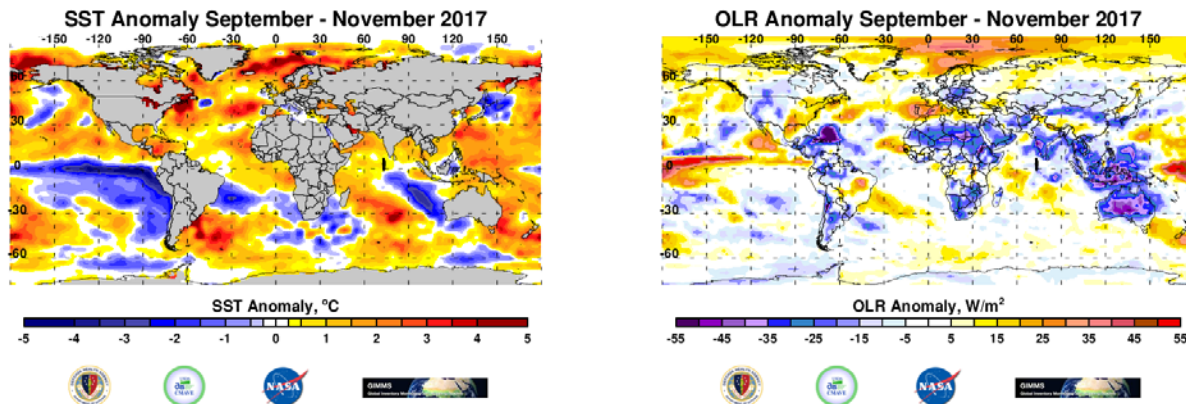 SST Anomaly September - November 2017
-150 -120 -90 -60 -30 0 30 60 90 120 150
60
30
0
-30
-60
SST Anomaly, °C
-5 -4 -3 -2 -1 0 1 2 3 4 5
NASA
GIMMS
OLR Anomaly September - November 2017
-150 -120 -90 -60 -30 0 30 60 90 120 150
60
30
0
-30
-60
OLR Anomaly, W/m²
-55 -45 -35 -25 -15 -5 5 15 25 35 45 55
NASA
GIMMS